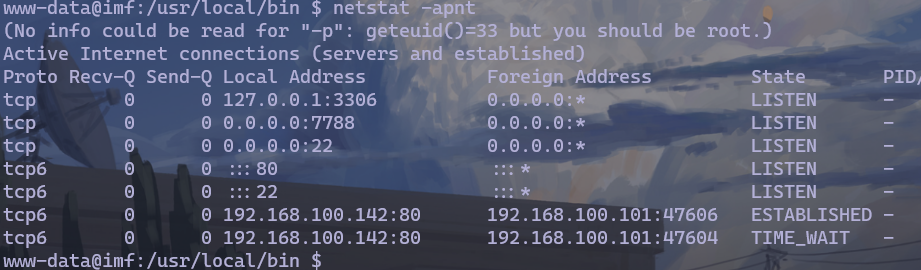 www-data@imf:/usr/local/bin $ netstat -apnt
(No info could be read for "-p": geteuid()=33 but you should be root.)
Active Internet connections (servers and established)
Proto Recv-Q Send-Q Local Address           Foreign Address         State       PID/
tcp        0      0 127.0.0.1:3306          0.0.0.0:*               LISTEN      -
tcp        0      0 0.0.0.0:7788            0.0.0.0:*               LISTEN      -
tcp        0      0 0.0.0.0:22              0.0.0.0:*               LISTEN      -
tcp6       0      0 :::80                   :::*                    LISTEN      -
tcp6       0      0 :::22                   :::*                    LISTEN      -
tcp6       0      0 192.168.100.142:80      192.168.100.101:47606   ESTABLISHED -
tcp6       0      0 192.168.100.142:80      192.168.100.101:47604   TIME_WAIT   -
www-data@imf:/usr/local/bin $